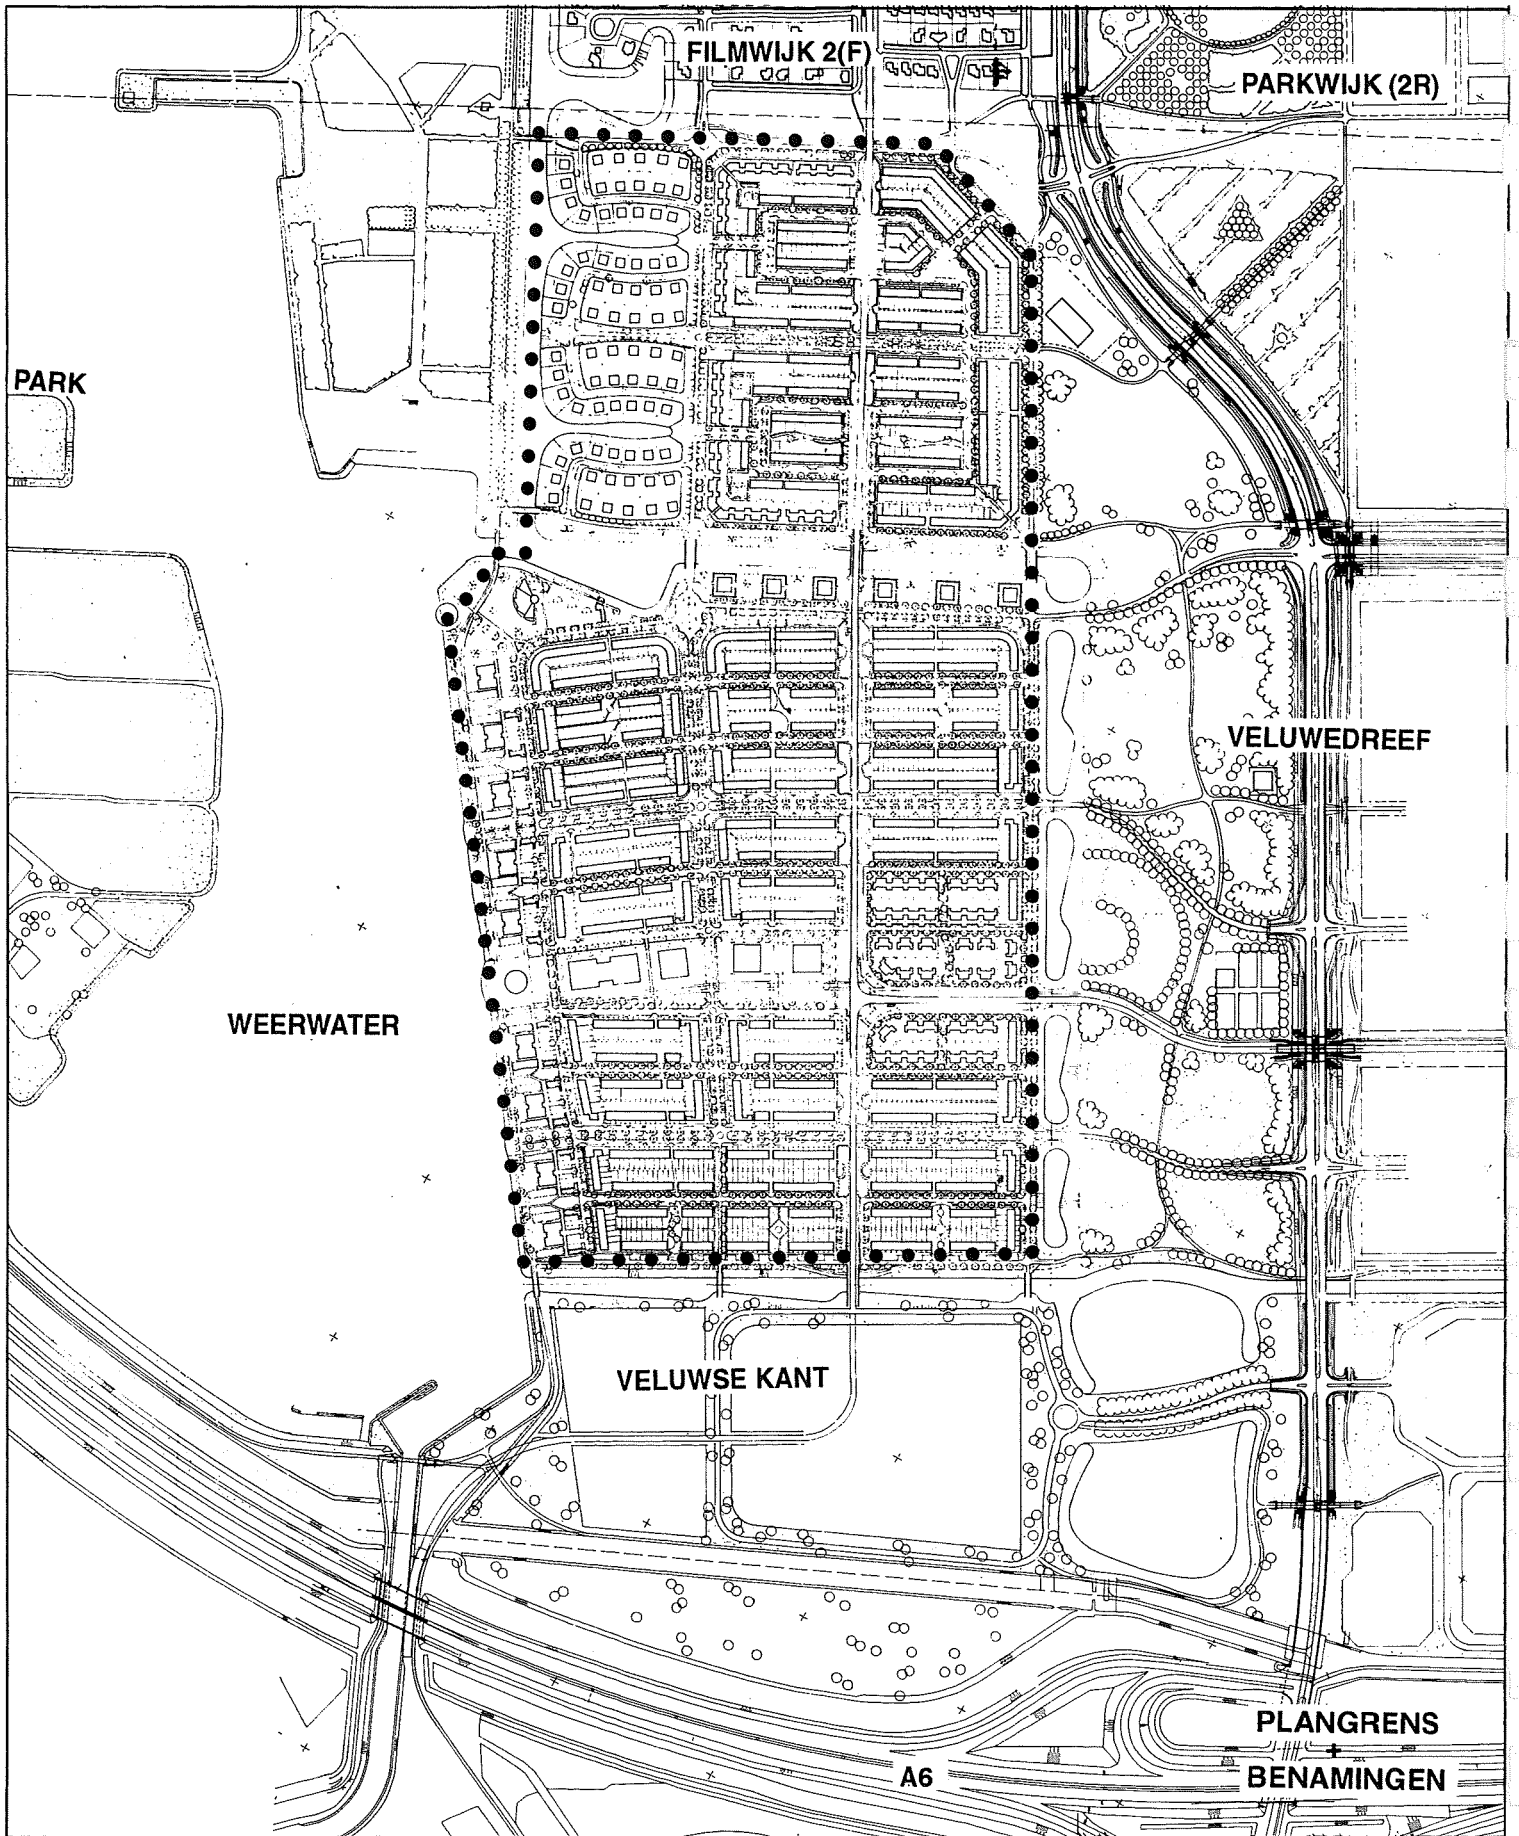 FILMWIJK 2(F)
PARKWIJK (2R)
PARK
VELUWEDREEF
WEERWATER
VELUWSE KANT
PLANGRENS
+
A6
BENAMINGEN